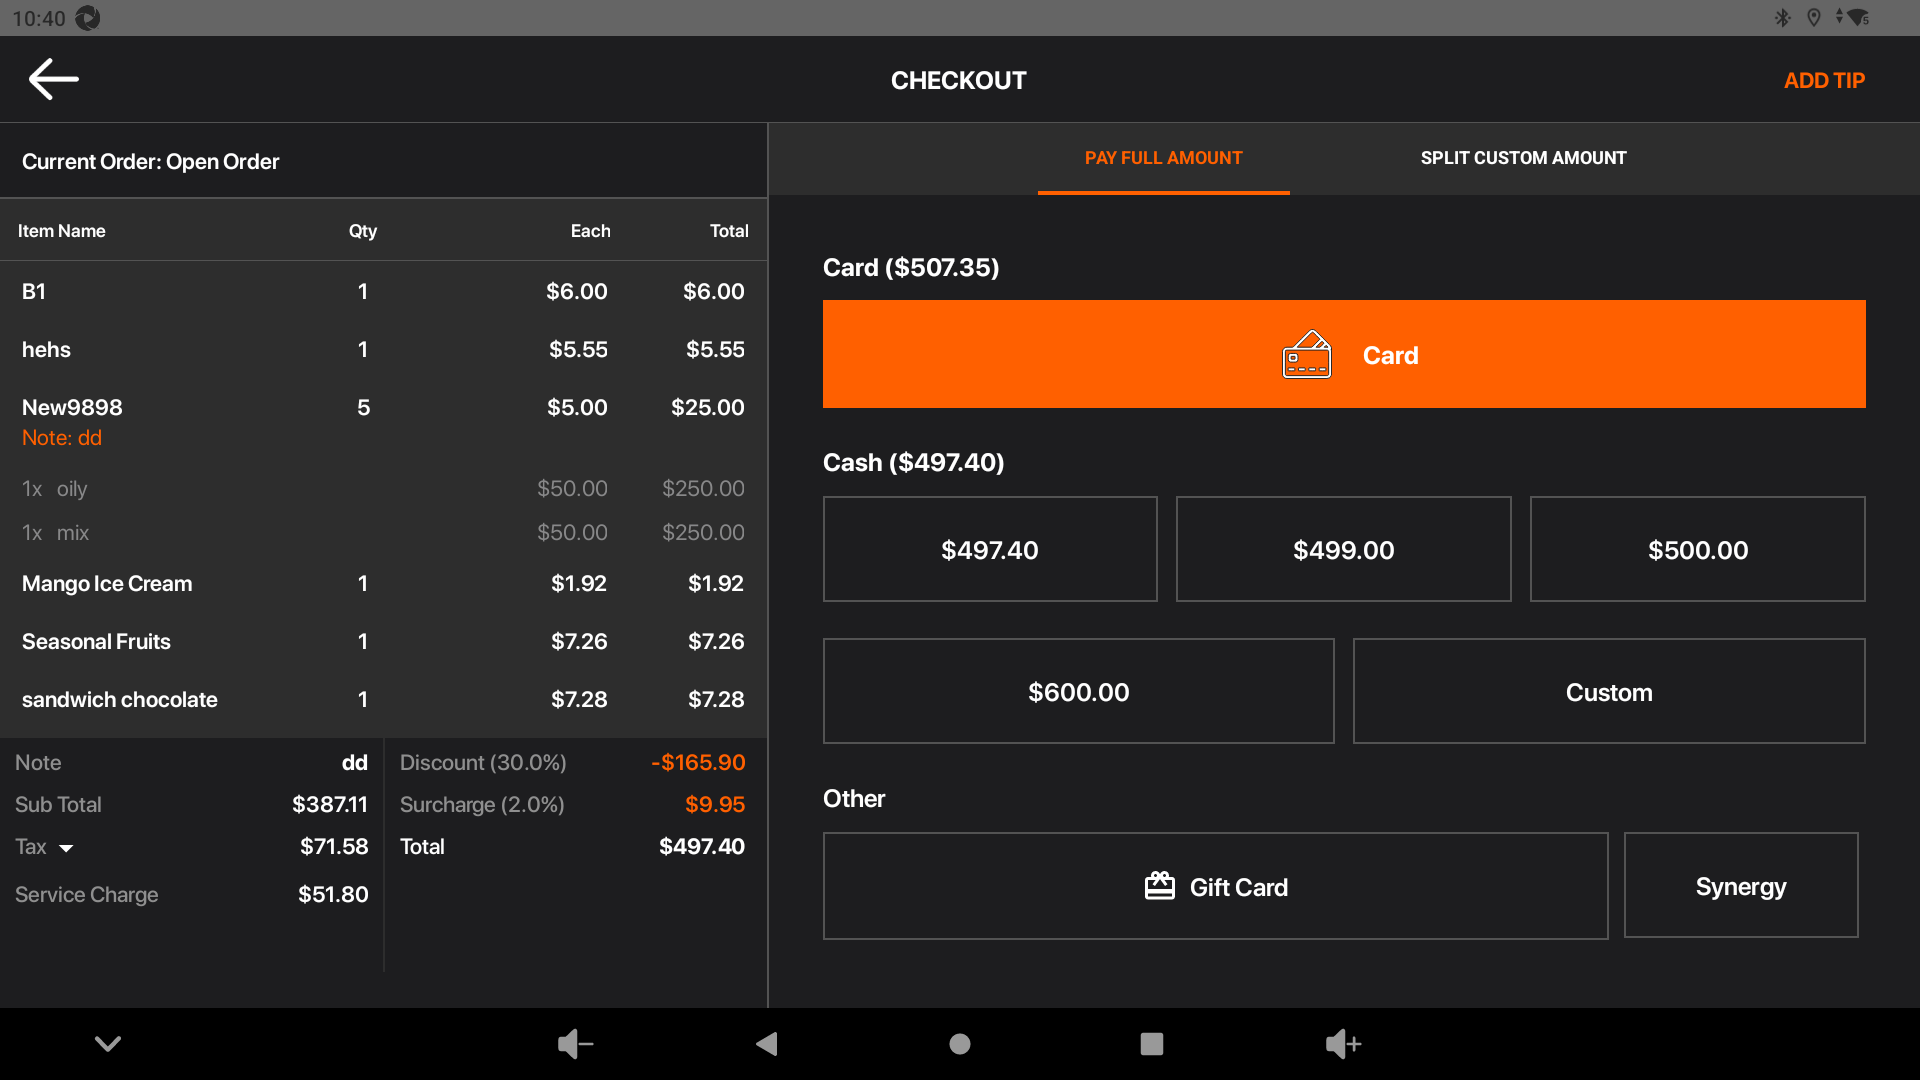 10:40
5
CHECKOUT
ADD TIP
Current Order: Open Order
PAY FULL AMOUNT
SPLIT CUSTOM AMOUNT
Item Name Qty Each Total
B1 1 $6.00 $6.00
hehs 1 $5.55 $5.55
New9898 5 $5.00 $25.00
Note: dd
1x oily $50.00 $250.00
1x mix $50.00 $250.00
Mango Ice Cream 1 $1.92 $1.92
Seasonal Fruits 1 $7.26 $7.26
sandwich chocolate 1 $7.28 $7.28
Note dd
Sub Total $387.11
Tax $71.58
Service Charge $51.80
Discount (30.0%) -$165.90
Surcharge (2.0%) $9.95
Total $497.40
Card ($507.35)
Card
Cash ($497.40)
$497.40
$499.00
$500.00
$600.00
Custom
Other
Gift Card
Synergy